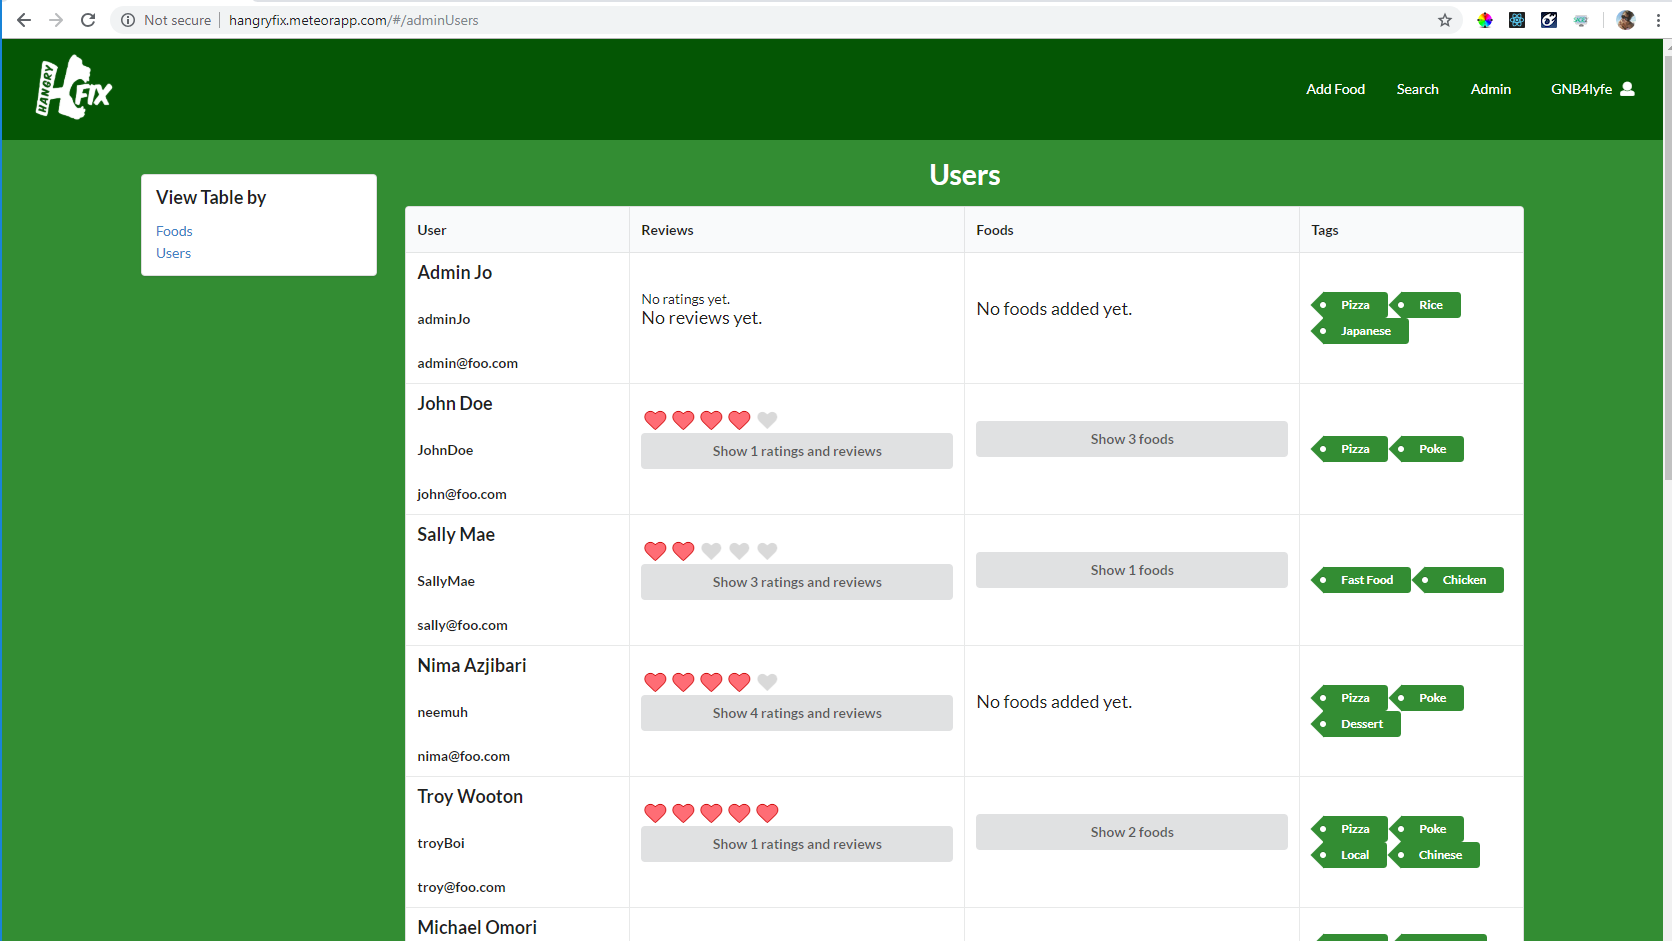 Not secure | hangryfix.meteorapp.com/#/adminUsers
HANGRY FIX
Add Food
Search
Admin
GNB4lyfe
View Table by
Foods
Users
Users
User
Reviews
Foods
Tags
Admin Jo
adminJo
admin@foo.com
No ratings yet.
No reviews yet.
No foods added yet.
Pizza
Rice
Japanese
John Doe
JohnDoe
john@foo.com
Show 1 ratings and reviews
Show 3 foods
Pizza
Poke
Sally Mae
SallyMae
sally@foo.com
Show 3 ratings and reviews
Show 1 foods
Fast Food
Chicken
Nima Azjibari
neemuh
nima@foo.com
Show 4 ratings and reviews
No foods added yet.
Pizza
Poke
Dessert
Troy Wooton
troyBoi
troy@foo.com
Show 1 ratings and reviews
Show 2 foods
Pizza
Poke
Local
Chinese
Michael Omori